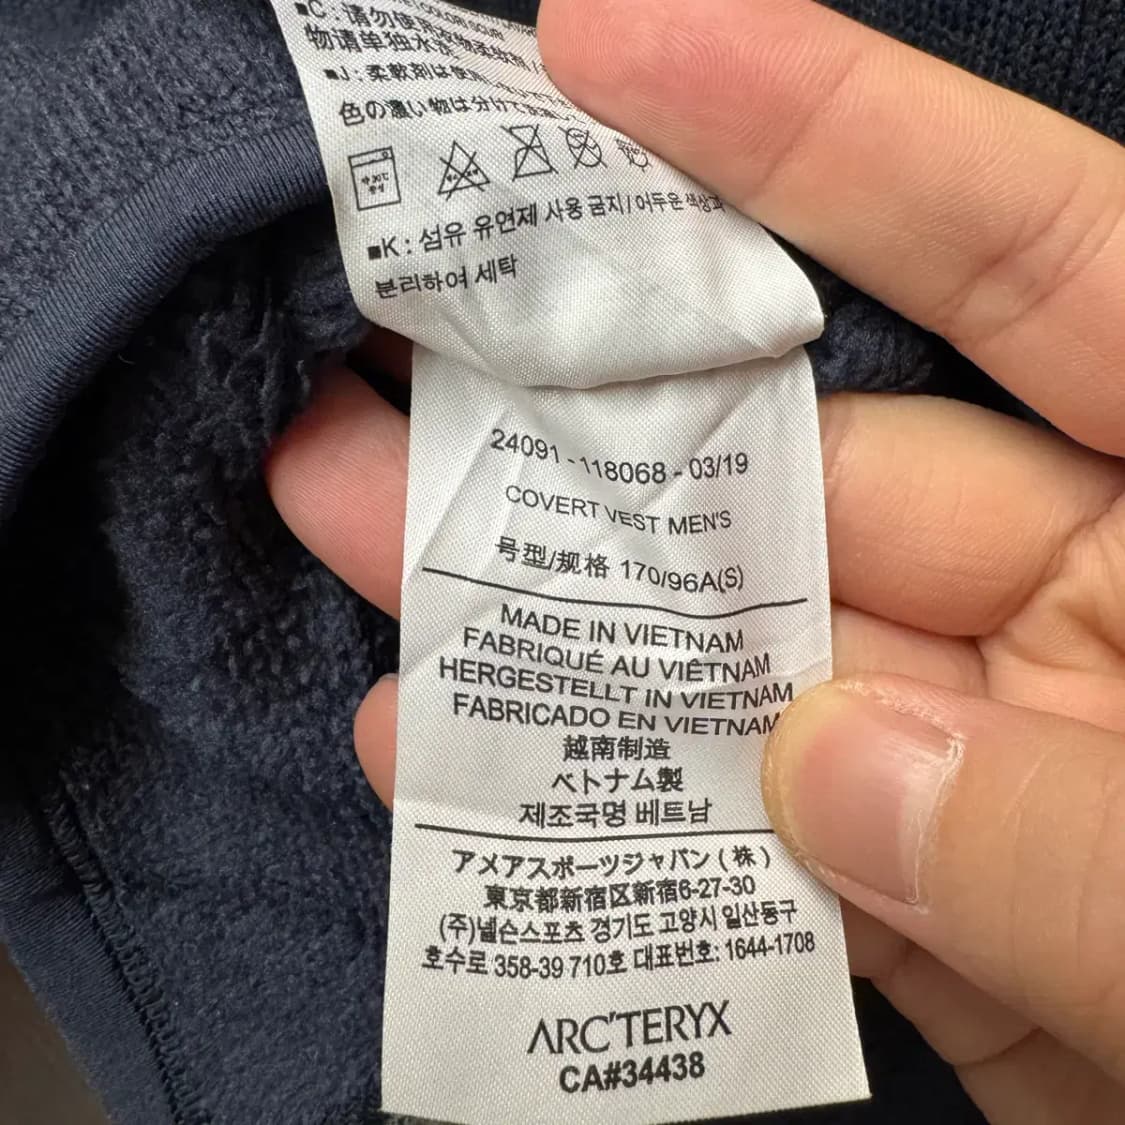 ■C : 请勿使用
物请单独水
■J : 柔軟剤は使用
色の濃い物は分けて
■K : 섬유 유연제 사용 금지 / 어두운 색상과
분리하여 세탁
24091 - 118068 - 03/19
COVERT VEST MEN'S
号型/规格 170/96A(S)
MADE IN VIETNAM
FABRIQUÉ AU VIÊTNAM
HERGESTELLT IN VIETNAM
FABRICADO EN VIETNAM
越南制造
ベトナム製
제조국명 베트남
アメアスポーツジャパン ( 株 )
東京都新宿区新宿6-27-30
(주)넬슨스포츠 경기도 고양시 일산동구
호수로 358-39 710호 대표번호: 1644-1708
ARC'TERYX
CA#34438